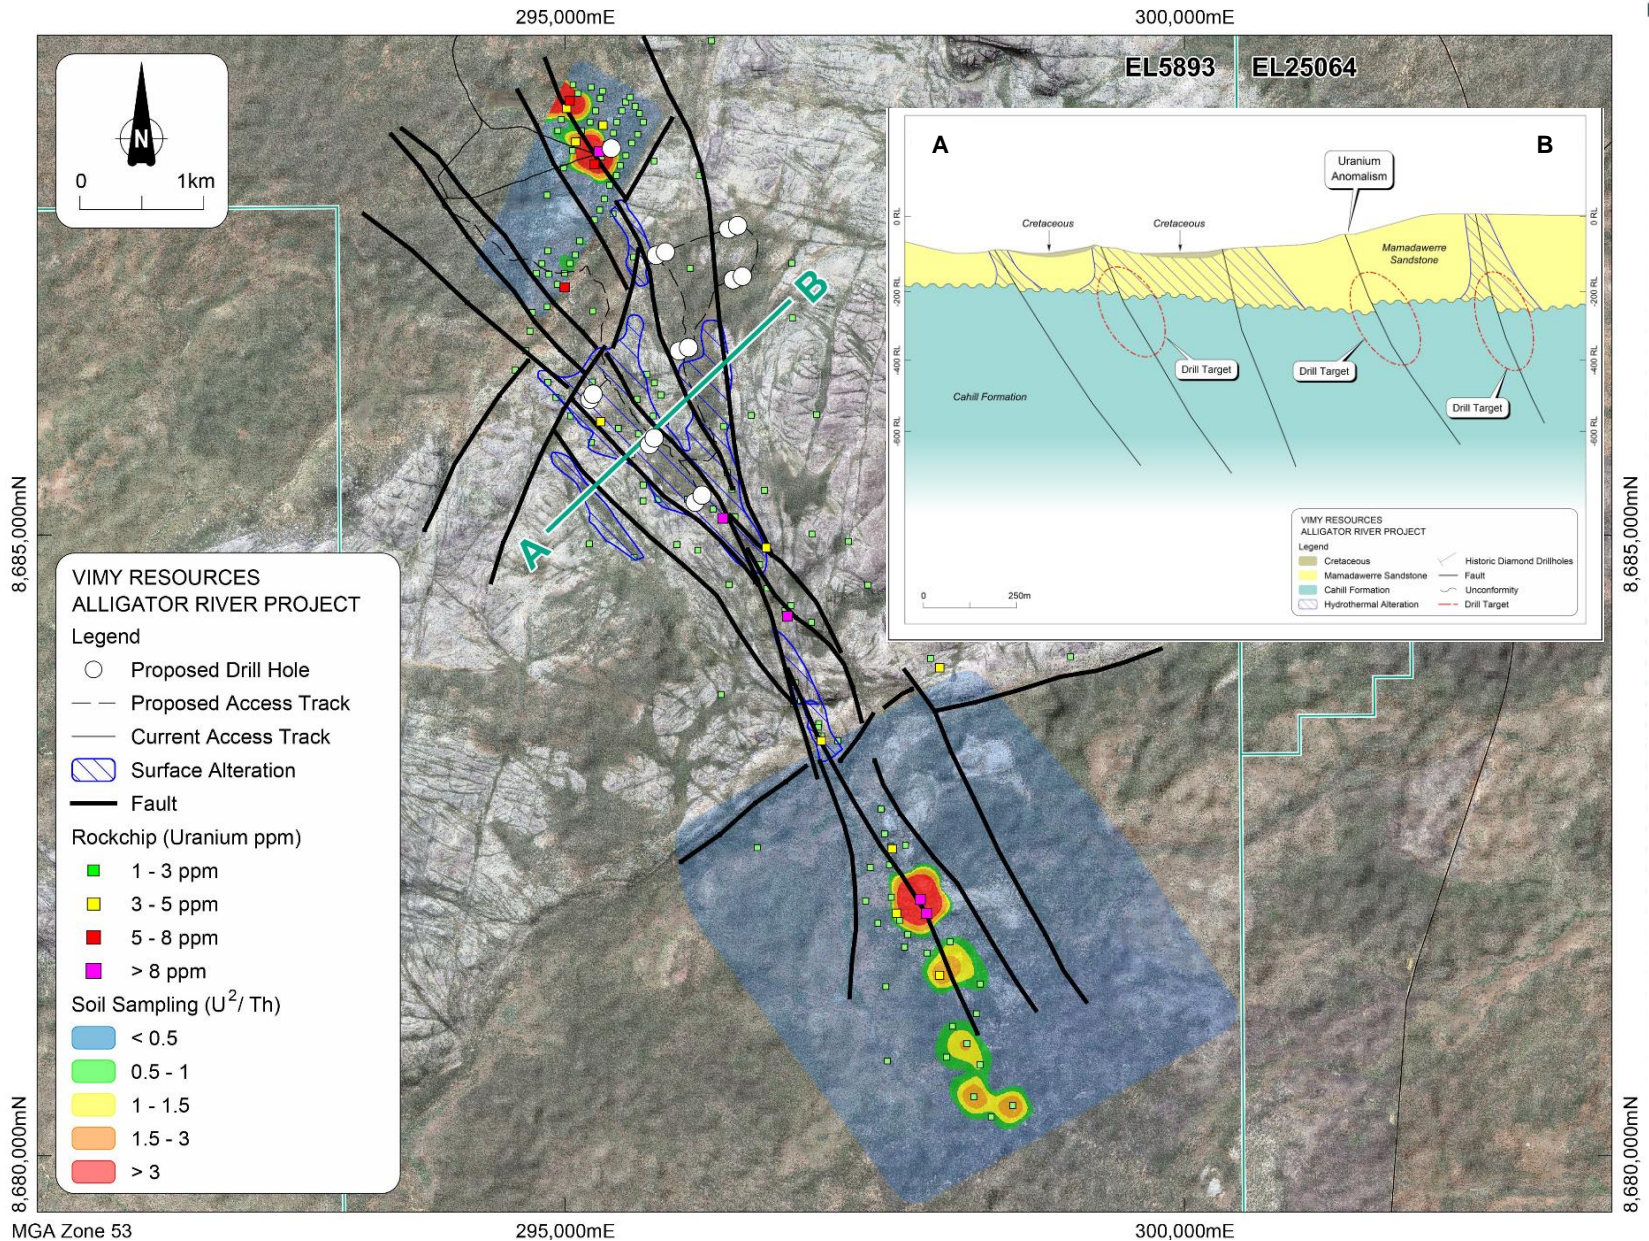 295,000mE
300,000mE
EL5893
EL25064
N
0
1km
A
B
Uranium
Anomalism
0 RL
0 RL
Cretaceous
Cretaceous
Mamadawerre
Sandstone
-200 RL
-200 RL
Drill Target
Drill Target
-400 RL
-400 RL
Cahill Formation
Drill Target
-600 RL
-600 RL
VIMY RESOURCES
ALLIGATOR RIVER PROJECT
Legend
Cretaceous
Mamadawerre Sandstone
Cahill Formation
Hydrothermal Alteration
Historic Diamond Drillholes
Fault
Unconformity
Drill Target
0
250m
B
A
8,685,000mN
8,685,000mN
VIMY RESOURCES
ALLIGATOR RIVER PROJECT
Legend
Proposed Drill Hole
Proposed Access Track
Current Access Track
Surface Alteration
Fault
Rockchip (Uranium ppm)
1 - 3 ppm
3 - 5 ppm
5 - 8 ppm
> 8 ppm
Soil Sampling (U²/ Th)
< 0.5
0.5 - 1
1 - 1.5
1.5 - 3
> 3
8,680,000mN
8,680,000mN
MGA Zone 53
295,000mE
300,000mE